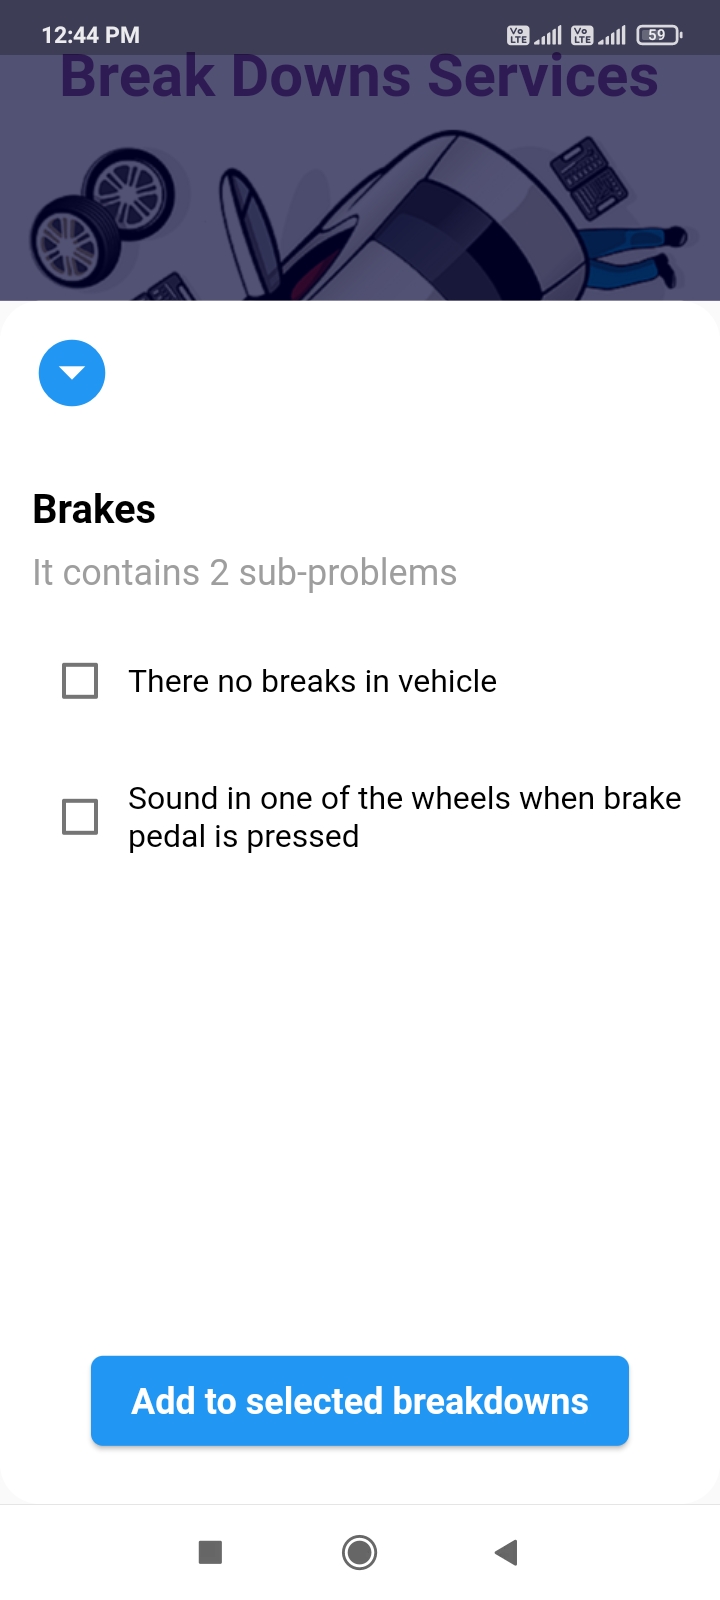 12:44 PM
Vo LTE Vo LTE 59
Break Downs Services
Brakes
It contains 2 sub-problems
There no breaks in vehicle
Sound in one of the wheels when brake
pedal is pressed
Add to selected breakdowns